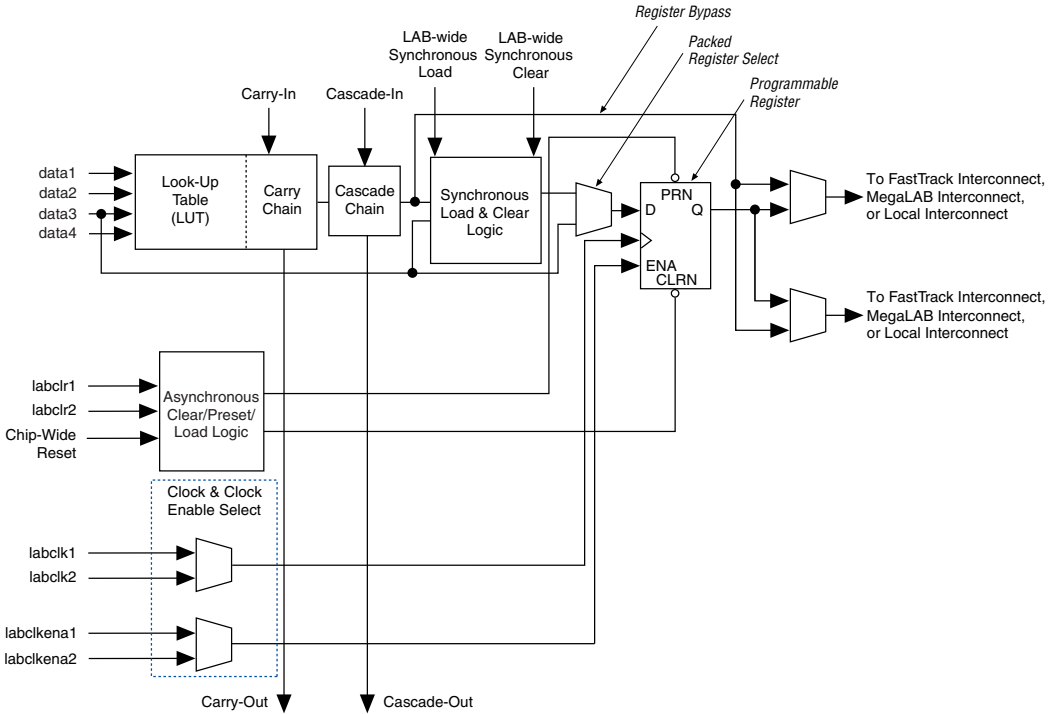 Register Bypass
Packed
Register Select
Programmable
Register
LAB-wide
Synchronous
Load
LAB-wide
Synchronous
Clear
Carry-In
Cascade-In
data1
data2
data3
data4
Look-Up
Table
(LUT)
Carry
Chain
Cascade
Chain
Synchronous
Load & Clear
Logic
PRN
D
Q
ENA
CLRN
To FastTrack Interconnect,
MegaLAB Interconnect,
or Local Interconnect
To FastTrack Interconnect,
MegaLAB Interconnect,
or Local Interconnect
labclr1
labclr2
Chip-Wide
Reset
Asynchronous
Clear/Preset/
Load Logic
Clock & Clock
Enable Select
labclk1
labclk2
labclkena1
labclkena2
Carry-Out
Cascade-Out